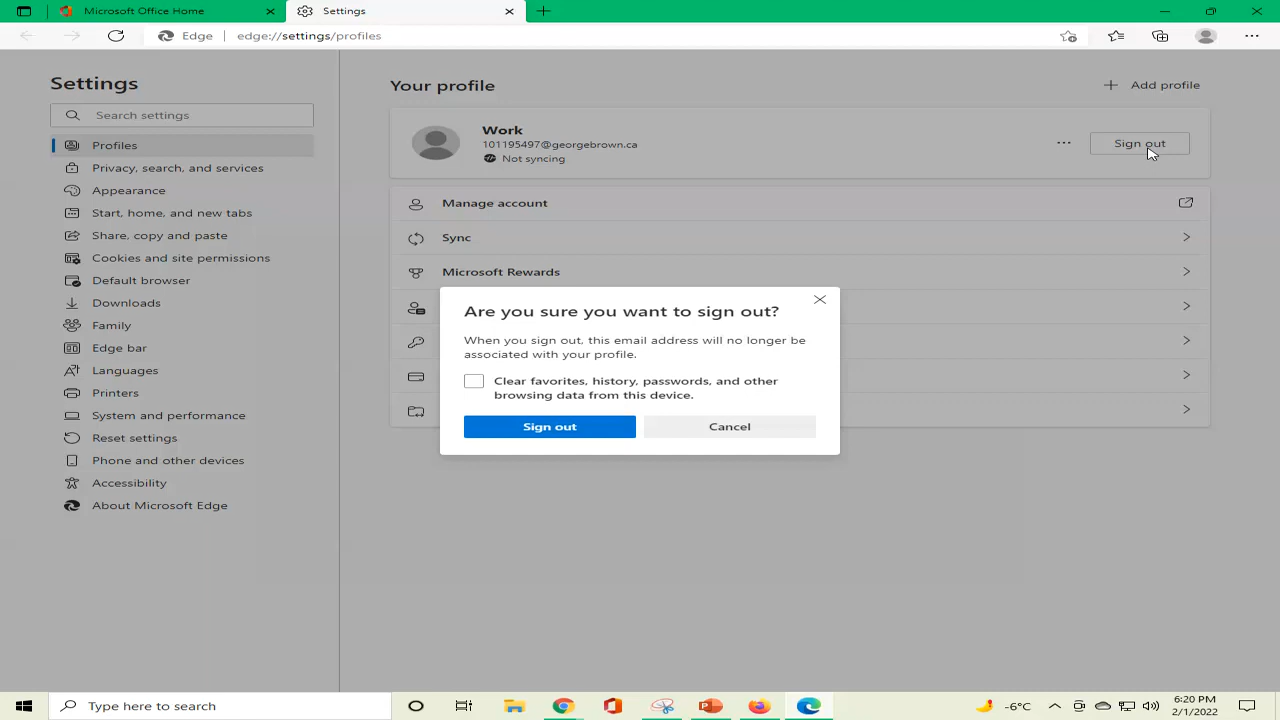 Microsoft Office Home
Settings
Edge
edge://settings/profiles
Settings
Search settings
Profiles
Privacy, search, and services
Appearance
Start, home, and new tabs
Share, copy and paste
Cookies and site permissions
Default browser
Downloads
Family
Edge bar
Languages
Printers
System and performance
Reset settings
Phone and other devices
Accessibility
About Microsoft Edge
Your profile
Add profile
Work
101195497@georgebrown.ca
Not syncing
Sign out
Manage account
Sync
Microsoft Rewards
Are you sure you want to sign out?
When you sign out, this email address will no longer be
associated with your profile.
Clear favorites, history, passwords, and other
browsing data from this device.
Sign out
Cancel
Type here to search
-6°C
6:20 PM
2/1/2022